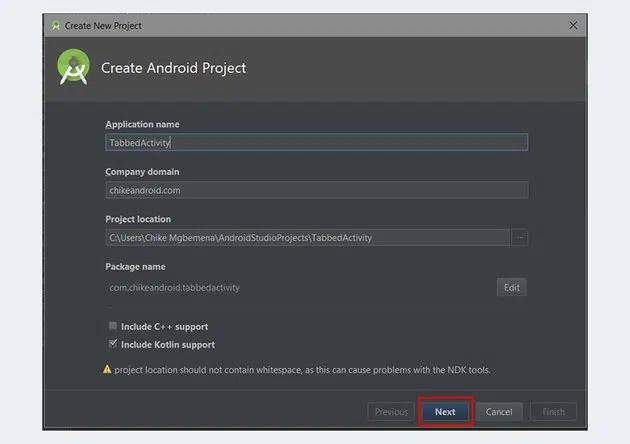 Create New Project
Create Android Project
Application name
TabbedActivity
Company domain
chikeandroid.com
Project location
C:\Users\Chike Mgbemena\AndroidStudioProjects\TabbedActivity
...
Package name
com.chikeandroid.tabbedactivity
Edit
Include C++ support
Include Kotlin support
project location should not contain whitespace, as this can cause problems with the NDK tools.
Previous Next Cancel Finish